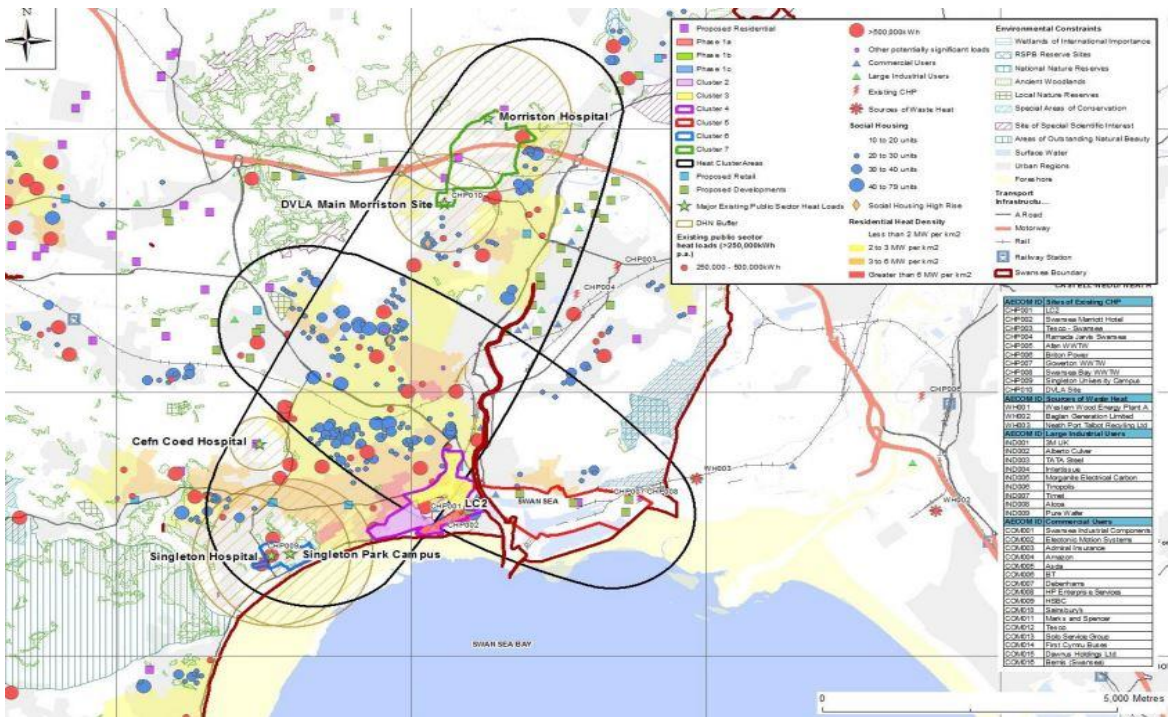 N
Proposed Residential
Phase 1a
Phase 1b
Phase 1c
Cluster 2
Cluster 3
Cluster 4
Cluster 5
Cluster 6
Cluster 7
Heat Cluster Areas
Proposed Retail
Proposed Developments
Major Existing Public Sector Heat Loads
DHN Buffer
Existing public sector
heat loads (>250,000kWh
p.a.)
250,000 - 500,000kWh
>500,000kWh
Other potentially significant loads
Commercial Users
Large Industrial Users
Existing CHP
Sources of Waste Heat
Social Housing
10 to 20 units
20 to 30 units
30 to 40 units
40 to 70 units
Social Housing High Rise
Residential Heat Density
Less than 2 MW per km2
2 to 3 MW per km2
3 to 6 MW per km2
Greater than 6 MW per km2
Environmental Constraints
Wetlands of International Importance
RSPB Reserve Sites
National Nature Reserves
Ancient Woodlands
Local Nature Reserves
Special Areas of Conservation
Site of Special Scientific Interest
Areas of Outstanding Natural Beauty
Surface Water
Urban Regions
Foreshore
Transport
Infrastructu...
A Road
Motorway
Rail
Railway Station
Swansea Boundary
Morriston Hospital
CHP010
DVLA Main Morriston Site
CHP003
CHP004
Cefn Coed Hospital
CHP006
WH003
WH002
SWANSEA
LC2
CHP001
CHP002
CHP007 CHP008
CHP009
Singleton Hospital
Singleton Park Campus
SWANSEA BAY
AECOM ID Sites of Existing CHP
CHP001 LC2
CHP002 Swansea Marriott Hotel
CHP003 Tesco - Swansea
CHP004 Ramada Jarvis Swansea
CHP005 Afan WWTW
CHP006 Briton Power
CHP007 Gowerton WWTW
CHP008 Swansea Bay WWTW
CHP009 Singleton University Campus
CHP010 DVLA Site
AECOM ID Sources of Waste Heat
WH001 Western Wood Energy Plant A
WH002 Baglan Generation Limited
WH003 Neath Port Talbot Recyling Ltd
AECOM ID Large Industrial Users
IND001 3M UK
IND002 Alberto Culver
IND003 TATA Steel
IND004 Intertissue
IND005 Morganite Electrical Carbon
IND006 Tinopolis
IND007 Timet
IND008 Alcoa
IND009 Pure Wafer
AECOM ID Commercial Users
COM001 Swansea Industrial Components
COM002 Electonic Motion Systems
COM003 Admiral Insurance
COM004 Amazon
COM005 Asda
COM006 BT
COM007 Debenhams
COM008 HP Enterprise Services
COM009 HSBC
COM010 Sainsbury's
COM011 Marks and Spencer
COM012 Tesco
COM013 Solo Service Group
COM014 First Cymru Buses
COM015 Dawnus Holdings Ltd
COM016 Bemis (Swansea)
0 5,000 Metres